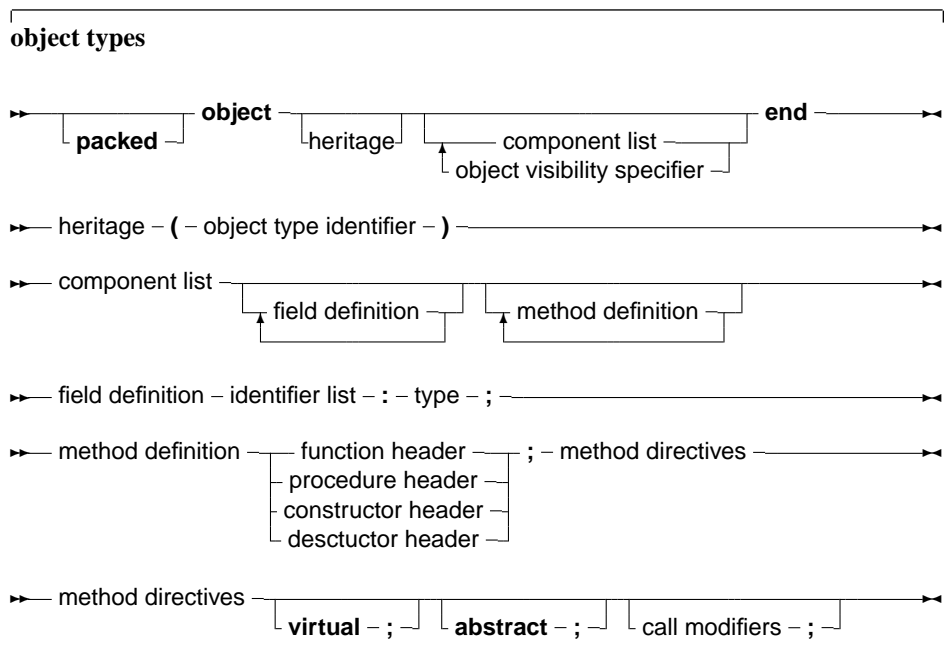 object types
packed object heritage component list end
object visibility specifier
heritage ( object type identifier )
component list field definition method definition
field definition identifier list : type ;
method definition function header ; method directives
procedure header
constructor header
desctuctor header
method directives virtual ; abstract ; call modifiers ;